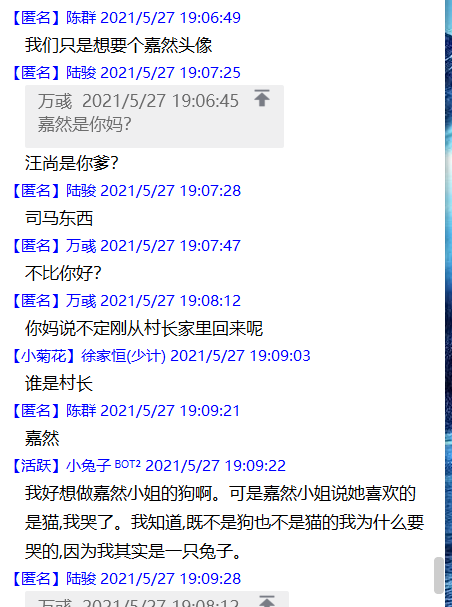 【匿名】陈群 2021/5/27 19:06:49
我们只是想要个嘉然头像
【匿名】陆骏 2021/5/27 19:07:25
万彧 2021/5/27 19:06:45
嘉然是你妈?
汪尚是你爹?
【匿名】陆骏 2021/5/27 19:07:28
司马东西
【匿名】万彧 2021/5/27 19:07:47
不比你好?
【匿名】万彧 2021/5/27 19:08:12
你妈说不定刚从村长家里回来呢
【小菊花】徐家恒(少计) 2021/5/27 19:09:03
谁是村长
【匿名】陈群 2021/5/27 19:09:21
嘉然
【活跃】小兔子 BOT2 2021/5/27 19:09:22
我好想做嘉然小姐的狗啊。可是嘉然小姐说她喜欢的
是猫,我哭了。我知道,既不是狗也不是猫的我为什么要
哭的,因为我其实是一只兔子。
【匿名】陆骏 2021/5/27 19:09:28
万彧 2021/5/27 19:08:12